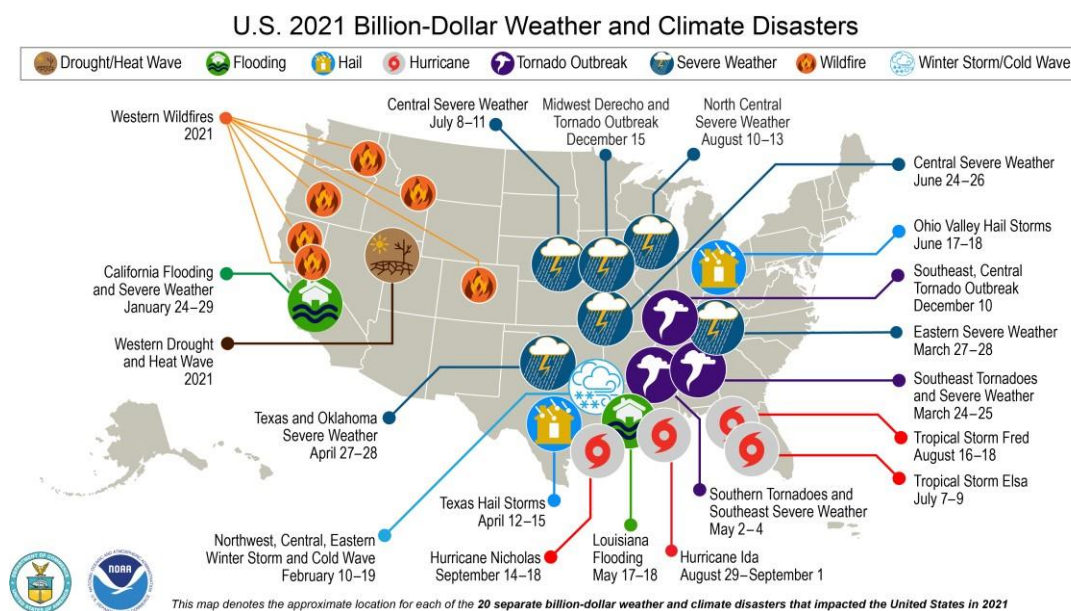 U.S. 2021 Billion-Dollar Weather and Climate Disasters
Drought/Heat Wave
Flooding
Hail
Hurricane
Tornado Outbreak
Severe Weather
Wildfire
Winter Storm/Cold Wave
Western Wildfires
2021
Central Severe Weather
July 8–11
Midwest Derecho and
Tornado Outbreak
December 15
North Central
Severe Weather
August 10–13
Central Severe Weather
June 24–26
Ohio Valley Hail Storms
June 17–18
California Flooding
and Severe Weather
January 24–29
Southeast, Central
Tornado Outbreak
December 10
Eastern Severe Weather
March 27–28
Western Drought
and Heat Wave
2021
Southeast Tornadoes
and Severe Weather
March 24–25
Texas and Oklahoma
Severe Weather
April 27–28
Tropical Storm Fred
August 16–18
Tropical Storm Elsa
July 7–9
Texas Hail Storms
April 12–15
Southern Tornadoes and
Southeast Severe Weather
May 2–4
Northwest, Central, Eastern
Winter Storm and Cold Wave
February 10–19
Hurricane Nicholas
September 14–18
Louisiana
Flooding
May 17–18
Hurricane Ida
August 29–September 1
NOAA
This map denotes the approximate location for each of the 20 separate billion-dollar weather and climate disasters that impacted the United States in 2021